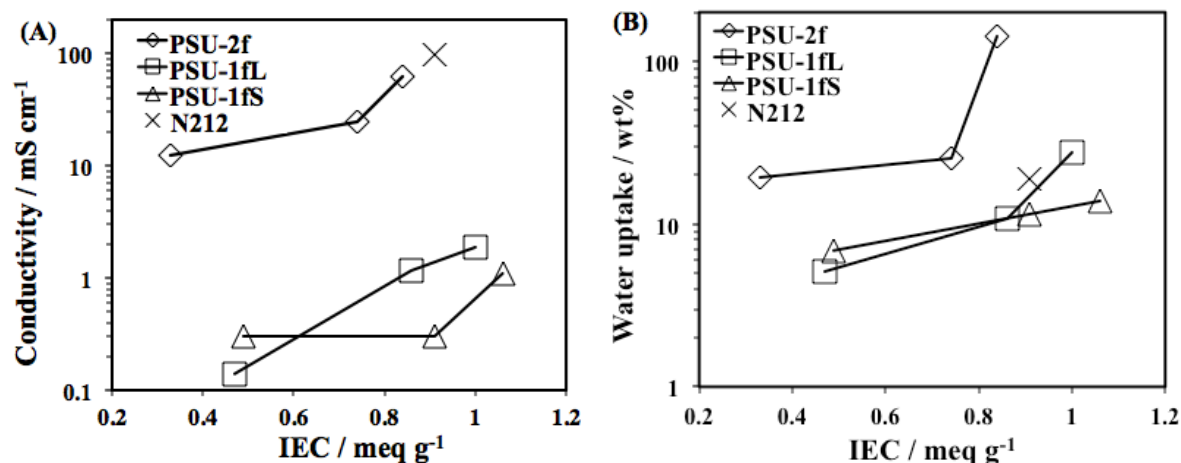 (A)
PSU-2f
PSU-1fL
PSU-1fS
N212
100
10
1
0.1
0.2
0.4
0.6
0.8
1
1.2
Conductivity / mS cm⁻¹
IEC / meq g⁻¹
(B)
PSU-2f
PSU-1fL
PSU-1fS
N212
100
10
1
0.2
0.4
0.6
0.8
1
1.2
Water uptake / wt%
IEC / meq g⁻¹